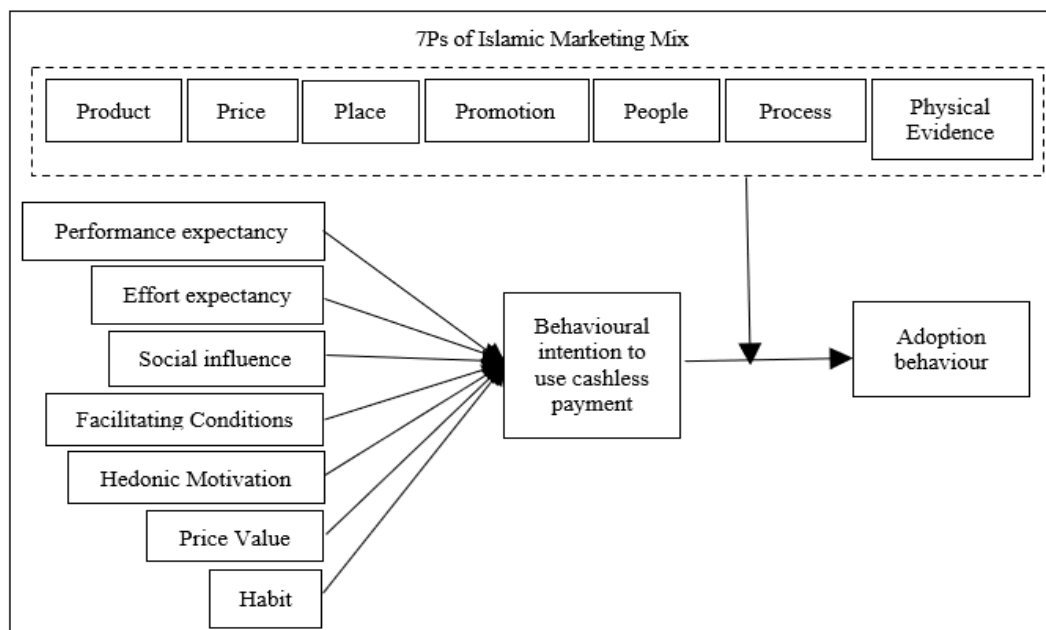 7Ps of Islamic Marketing Mix
Product
Price
Place
Promotion
People
Process
Physical
Evidence
Performance expectancy
Effort expectancy
Social influence
Facilitating Conditions
Hedonic Motivation
Price Value
Habit
Behavioural
intention to
use cashless
payment
Adoption
behaviour